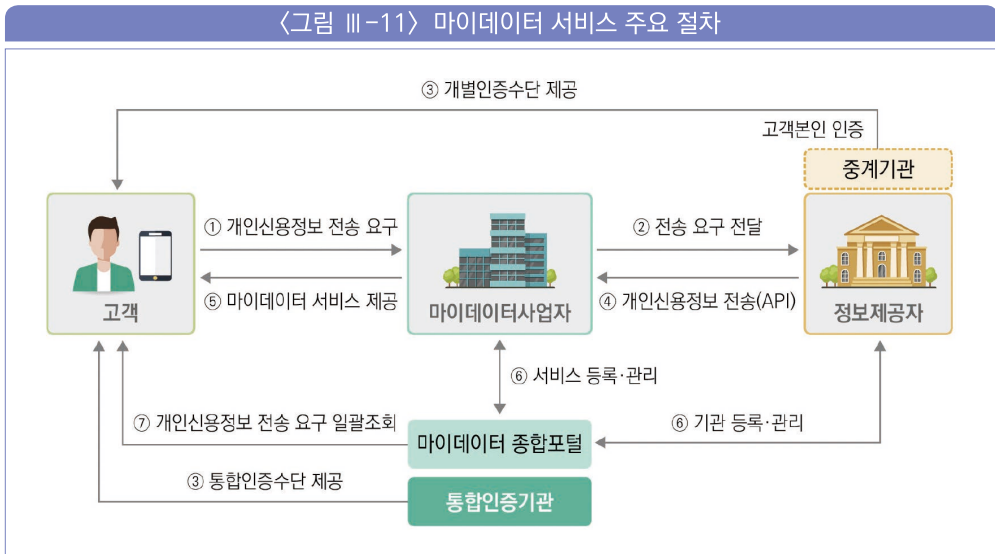 〈그림 Ⅲ-11〉 마이데이터 서비스 주요 절차
③ 개별인증수단 제공
고객본인 인증
중계기관
① 개인신용정보 전송 요구
② 전송 요구 전달
⑤ 마이데이터 서비스 제공
④ 개인신용정보 전송(API)
고객
마이데이터사업자
정보제공자
⑥ 서비스 등록·관리
⑦ 개인신용정보 전송 요구 일괄조회
마이데이터 종합포털
⑥ 기관 등록·관리
③ 통합인증수단 제공
통합인증기관